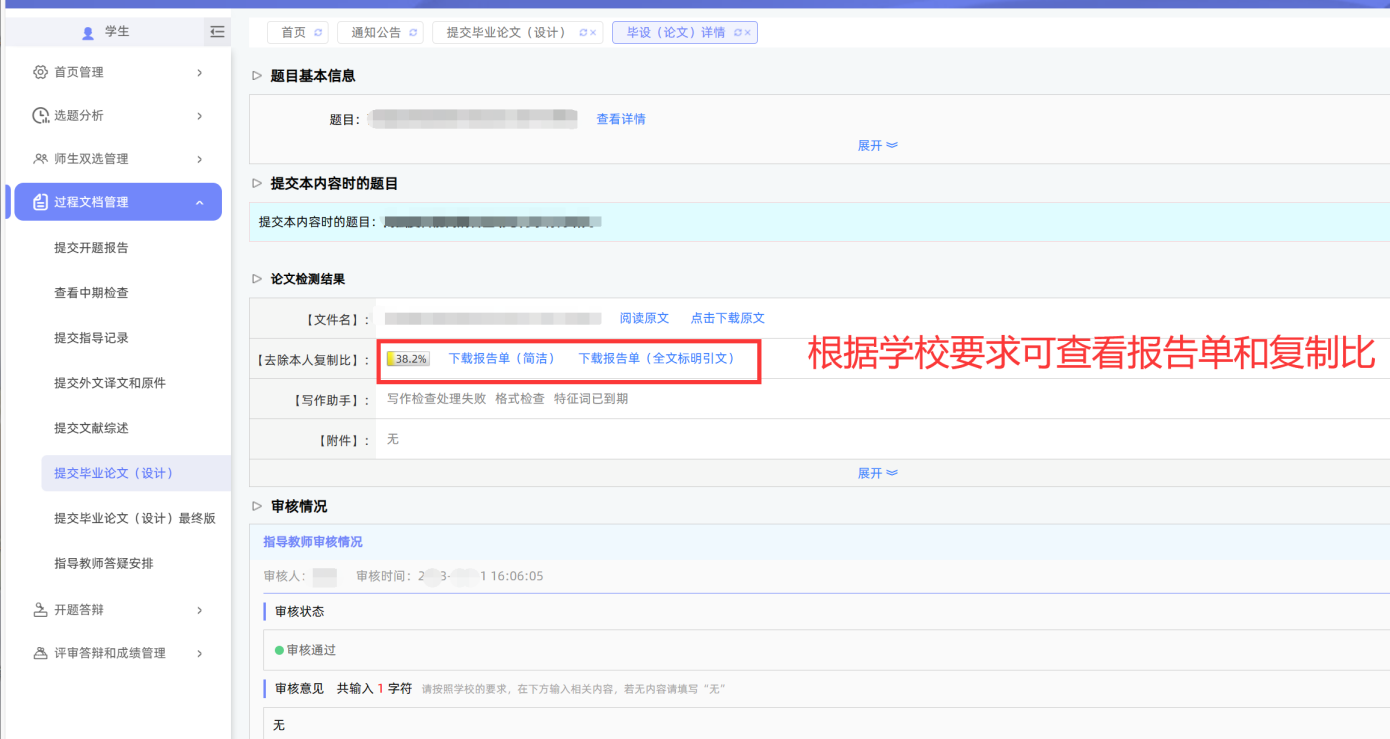 学生
首页
通知公告
提交毕业论文（设计）
毕设（论文）详情
首页管理
选题分析
师生双选管理
过程文档管理
提交开题报告
查看中期检查
提交指导记录
提交外文译文和原件
提交文献综述
提交毕业论文（设计）
提交毕业论文（设计）最终版
指导教师答疑安排
开题答辩
评审答辩和成绩管理
题目基本信息
题目：
查看详情
展开
提交本内容时的题目
提交本内容时的题目：
论文检测结果
【文件名】：
阅读原文 点击下载原文
【去除本人复制比】：
38.2% 下载报告单（简洁） 下载报告单（全文标明引文）
根据学校要求可查看报告单和复制比
【写作助手】：
写作检查处理失败 格式检查 特征词已到期
【附件】：
无
展开
审核情况
指导教师审核情况
审核人： 审核时间：2 3- 1 16:06:05
审核状态
审核通过
审核意见 共输入 1 字符 请按照学校的要求，在下方输入相关内容，若无内容请填写“无”
无